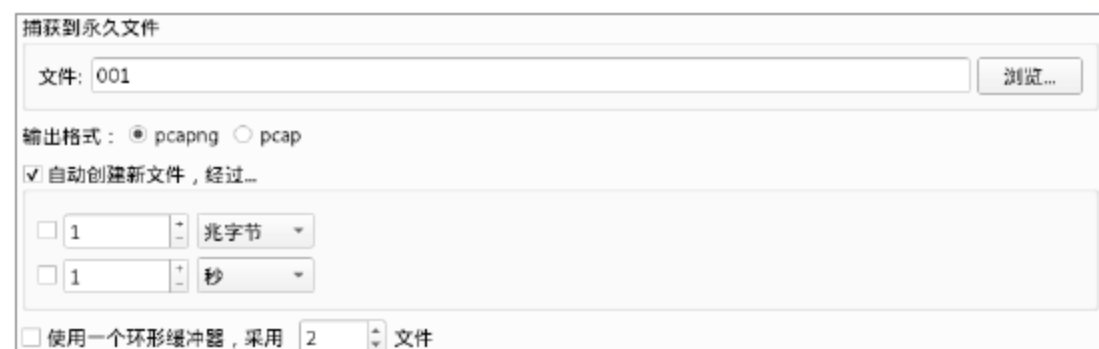 捕获到永久文件
文件: 001 浏览...
输出格式： pcapng pcap
自动创建新文件，经过...
1 兆字节
1 秒
使用一个环形缓冲器，采用 2 文件